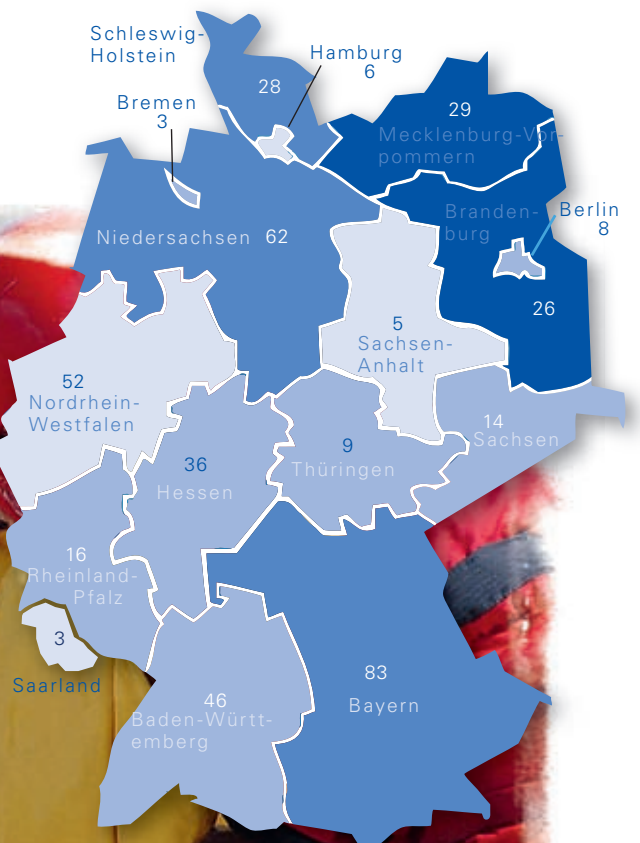 Schleswig-
Holstein
28
Hamburg
6
Bremen
3
29
Mecklenburg-Vor-
pommern
Branden-
burg
26
Berlin
8
Niedersachsen 62
5
Sachsen-
Anhalt
52
Nordrhein-
Westfalen
36
Hessen
9
Thüringen
14
Sachsen
16
Rheinland-
Pfalz
3
Saarland
46
Baden-Württ-
emberg
83
Bayern